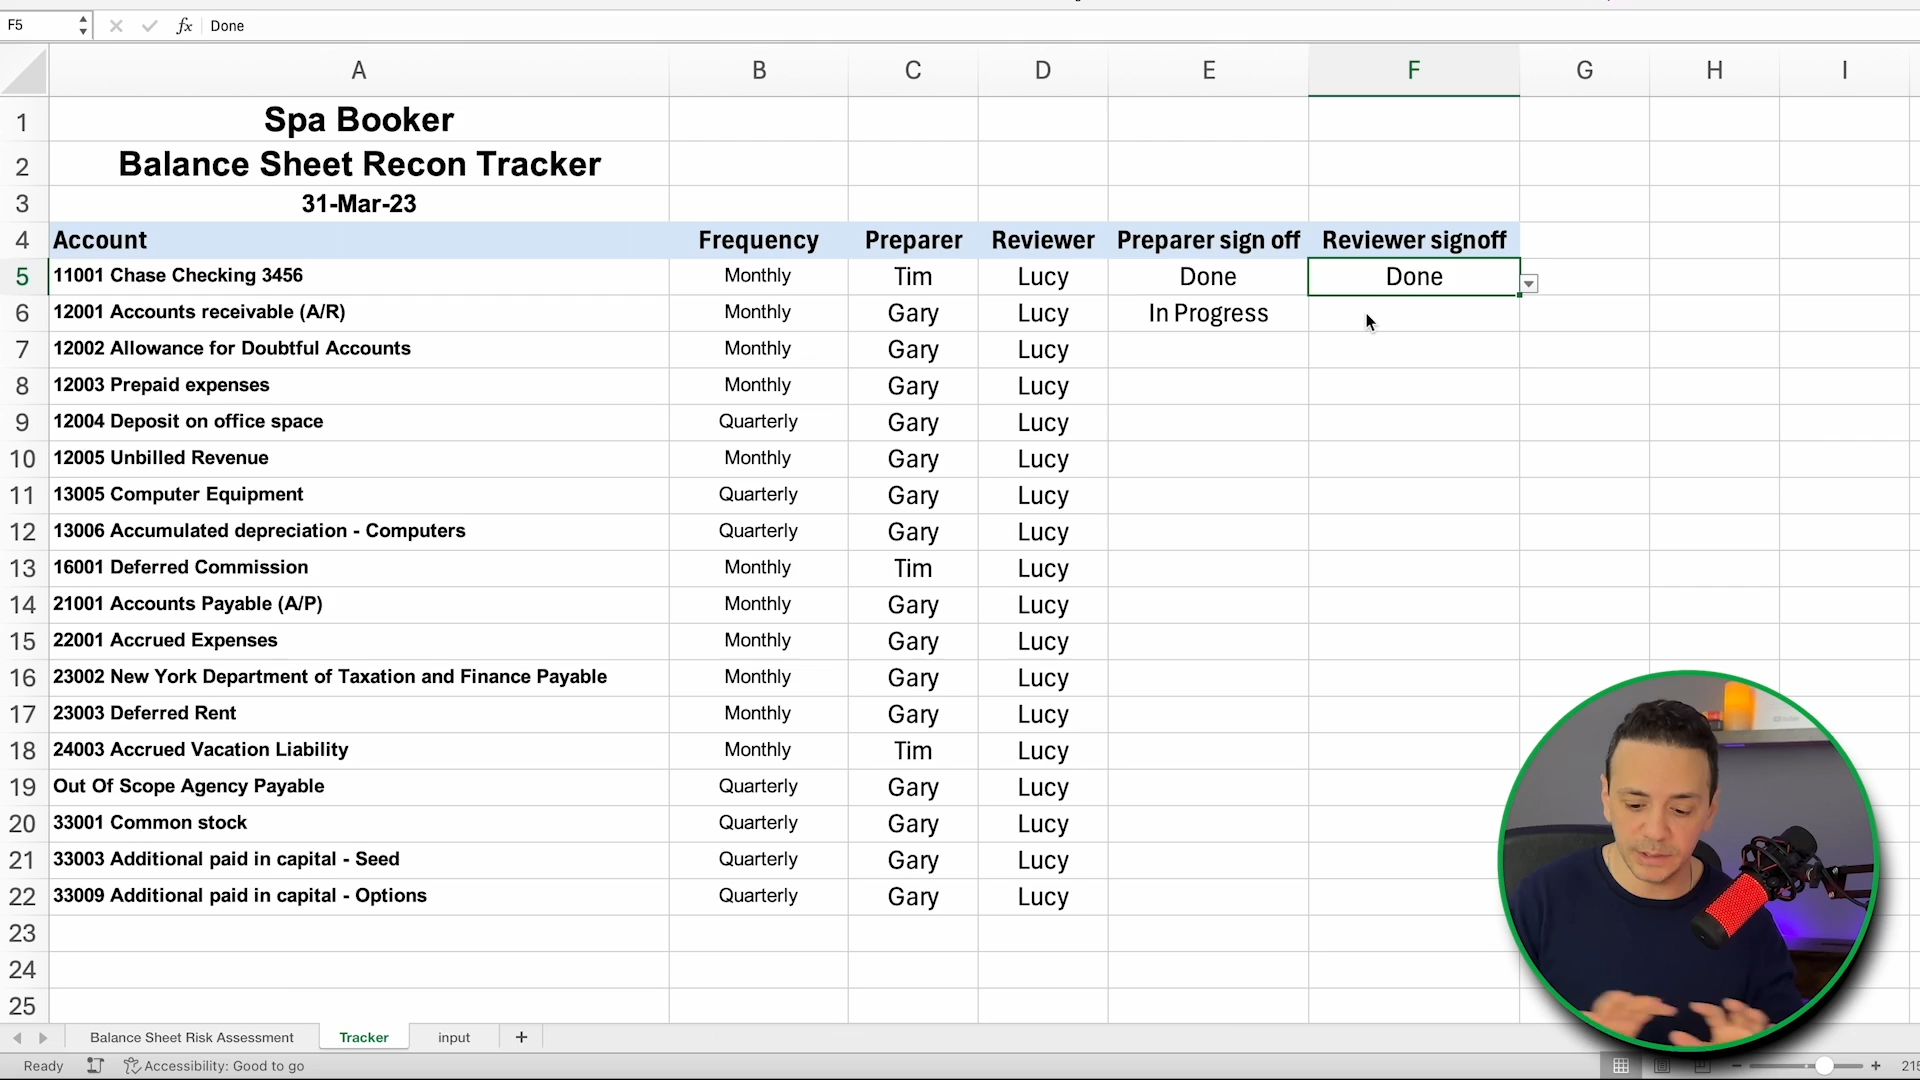 F5 fx Done
A B C D E F G H I
1 Spa Booker
2 Balance Sheet Recon Tracker
3 31-Mar-23
4 Account Frequency Preparer Reviewer Preparer sign off Reviewer signoff
5 11001 Chase Checking 3456 Monthly Tim Lucy Done Done
6 12001 Accounts receivable (A/R) Monthly Gary Lucy In Progress
7 12002 Allowance for Doubtful Accounts Monthly Gary Lucy
8 12003 Prepaid expenses Monthly Gary Lucy
9 12004 Deposit on office space Quarterly Gary Lucy
10 12005 Unbilled Revenue Monthly Gary Lucy
11 13005 Computer Equipment Quarterly Gary Lucy
12 13006 Accumulated depreciation - Computers Quarterly Gary Lucy
13 16001 Deferred Commission Monthly Tim Lucy
14 21001 Accounts Payable (A/P) Monthly Gary Lucy
15 22001 Accrued Expenses Monthly Gary Lucy
16 23002 New York Department of Taxation and Finance Payable Monthly Gary Lucy
17 23003 Deferred Rent Monthly Gary Lucy
18 24003 Accrued Vacation Liability Monthly Tim Lucy
19 Out Of Scope Agency Payable Quarterly Gary Lucy
20 33001 Common stock Quarterly Gary Lucy
21 33003 Additional paid in capital - Seed Quarterly Gary Lucy
22 33009 Additional paid in capital - Options Quarterly Gary Lucy
23
24
25
Balance Sheet Risk Assessment Tracker input +
Ready Accessibility: Good to go